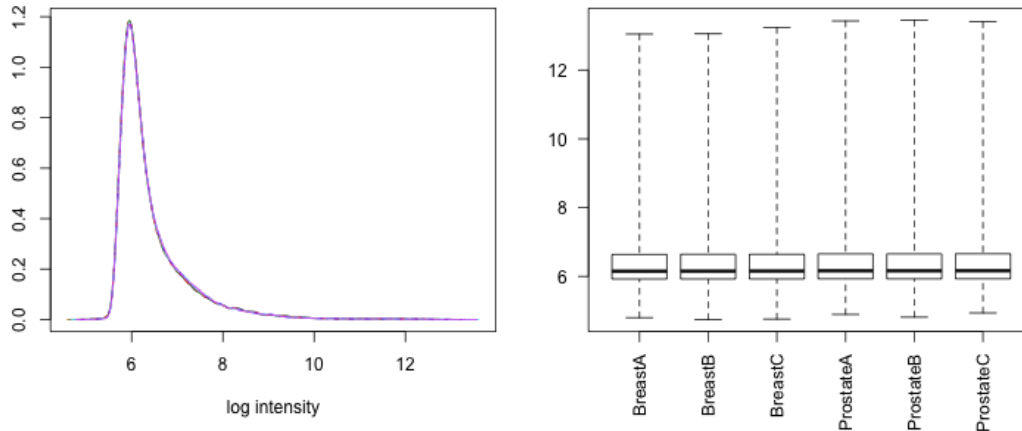 1.2
1.0
0.8
0.6
0.4
0.2
0.0
6 8 10 12
log intensity
12
10
8
6
BreastA
BreastB
BreastC
ProstateA
ProstateB
ProstateC